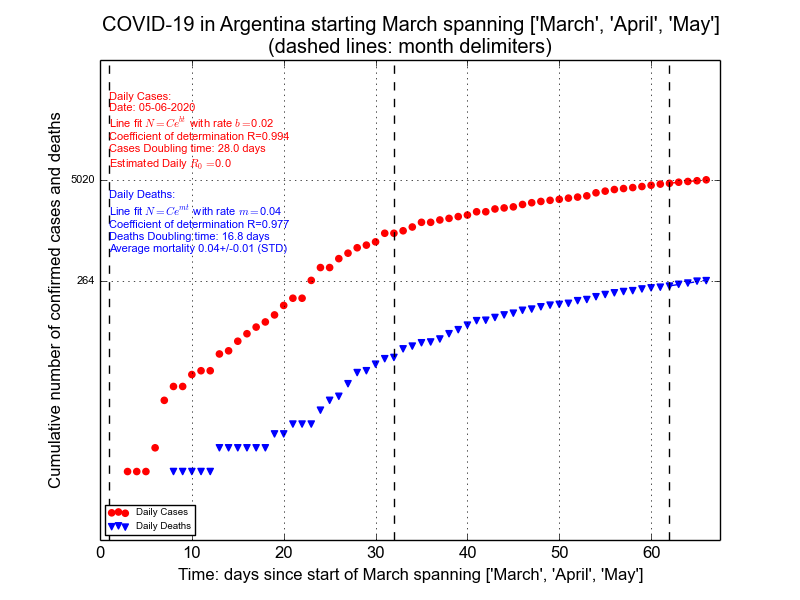 COVID-19 in Argentina starting March spanning ['March', 'April', 'May']
(dashed lines: month delimiters)
Daily Cases:
Date: 05-06-2020
Line fit N = Ce^{bt} with rate b=0.02
Coefficient of determination R=0.994
Cases Doubling time: 28.0 days
Estimated Daily R_0 =0.0
Daily Deaths:
Line fit N = Ce^{mt} with rate m=0.04
Coefficient of determination R=0.977
Deaths Doubling time: 16.8 days
Average mortality 0.04+/-0.01 (STD)
Cumulative number of confirmed cases and deaths
5020
264
Daily Cases
Daily Deaths
0 10 20 30 40 50 60
Time: days since start of March spanning ['March', 'April', 'May']